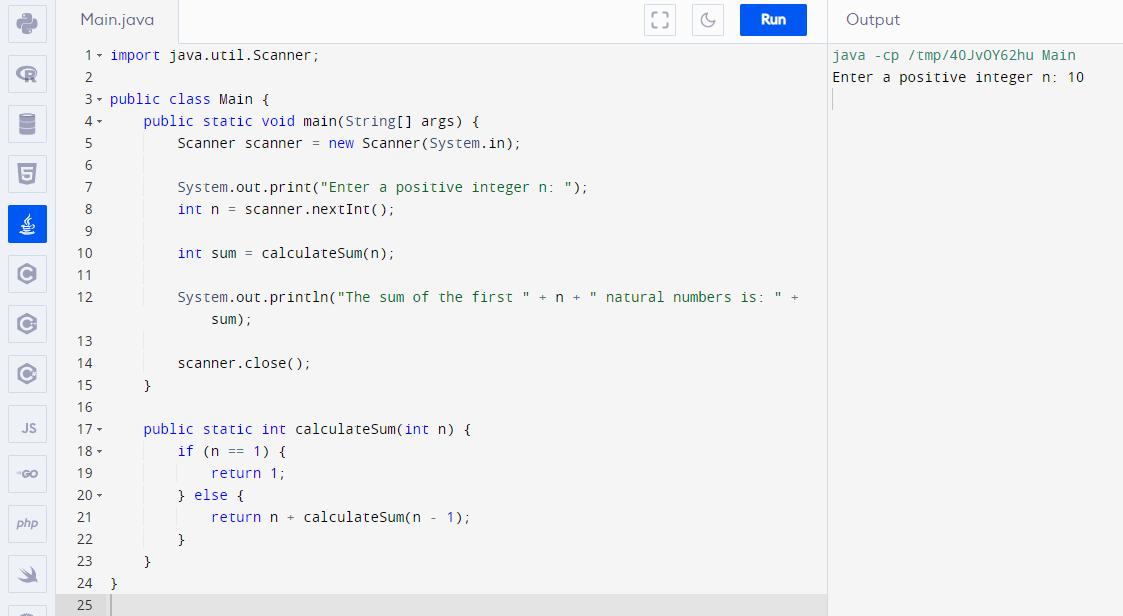 Main.java
Run
Output
1 import java.util.Scanner;
2
3 public class Main {
4     public static void main(String[] args) {
5         Scanner scanner = new Scanner(System.in);
6
7         System.out.print("Enter a positive integer n: ");
8         int n = scanner.nextInt();
9
10         int sum = calculateSum(n);
11
12         System.out.println("The sum of the first " + n + " natural numbers is: " +
            sum);
13
14         scanner.close();
15     }
16
17     public static int calculateSum(int n) {
18         if (n == 1) {
19             return 1;
20         } else {
21             return n + calculateSum(n - 1);
22         }
23     }
24 }
25
java -cp /tmp/40JvOY62hu Main
Enter a positive integer n: 10
R
C
C
C
JS
GO
php